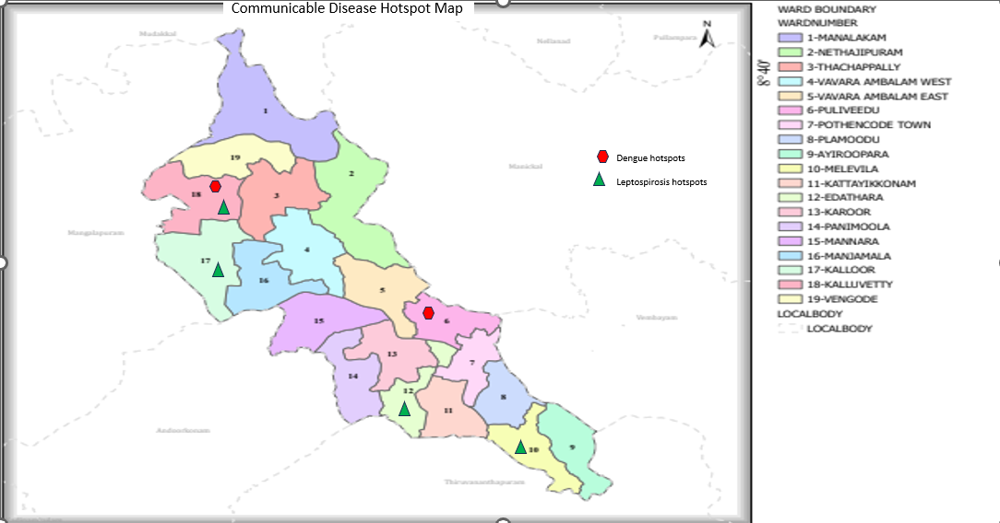 Communicable Disease Hotspot Map
Mudakkal
Nellanad
Pullampara
N
8°40'
1
19
2
18
3
Manickal
Mangalapuram
4
17
16
5
15
6
Vembayam
13
7
14
12
8
11
Andoorkonam
10
9
Thiruvananthapuram
Dengue hotspots
Leptospirosis hotspots
WARD BOUNDARY
WARDNUMBER
1-MANALAKAM
2-NETHAJIPURAM
3-THACHAPPALLY
4-VAVARA AMBALAM WEST
5-VAVARA AMBALAM EAST
6-PULIVEEDU
7-POTHENCODE TOWN
8-PLAMOODU
9-AYIROOPARA
10-MELEVILA
11-KATTAYIKKONAM
12-EDATHARA
13-KAROOR
14-PANIMOOLA
15-MANNARA
16-MANJAMALA
17-KALLOOR
18-KALLUVETTY
19-VENGODE
LOCALBODY
LOCALBODY